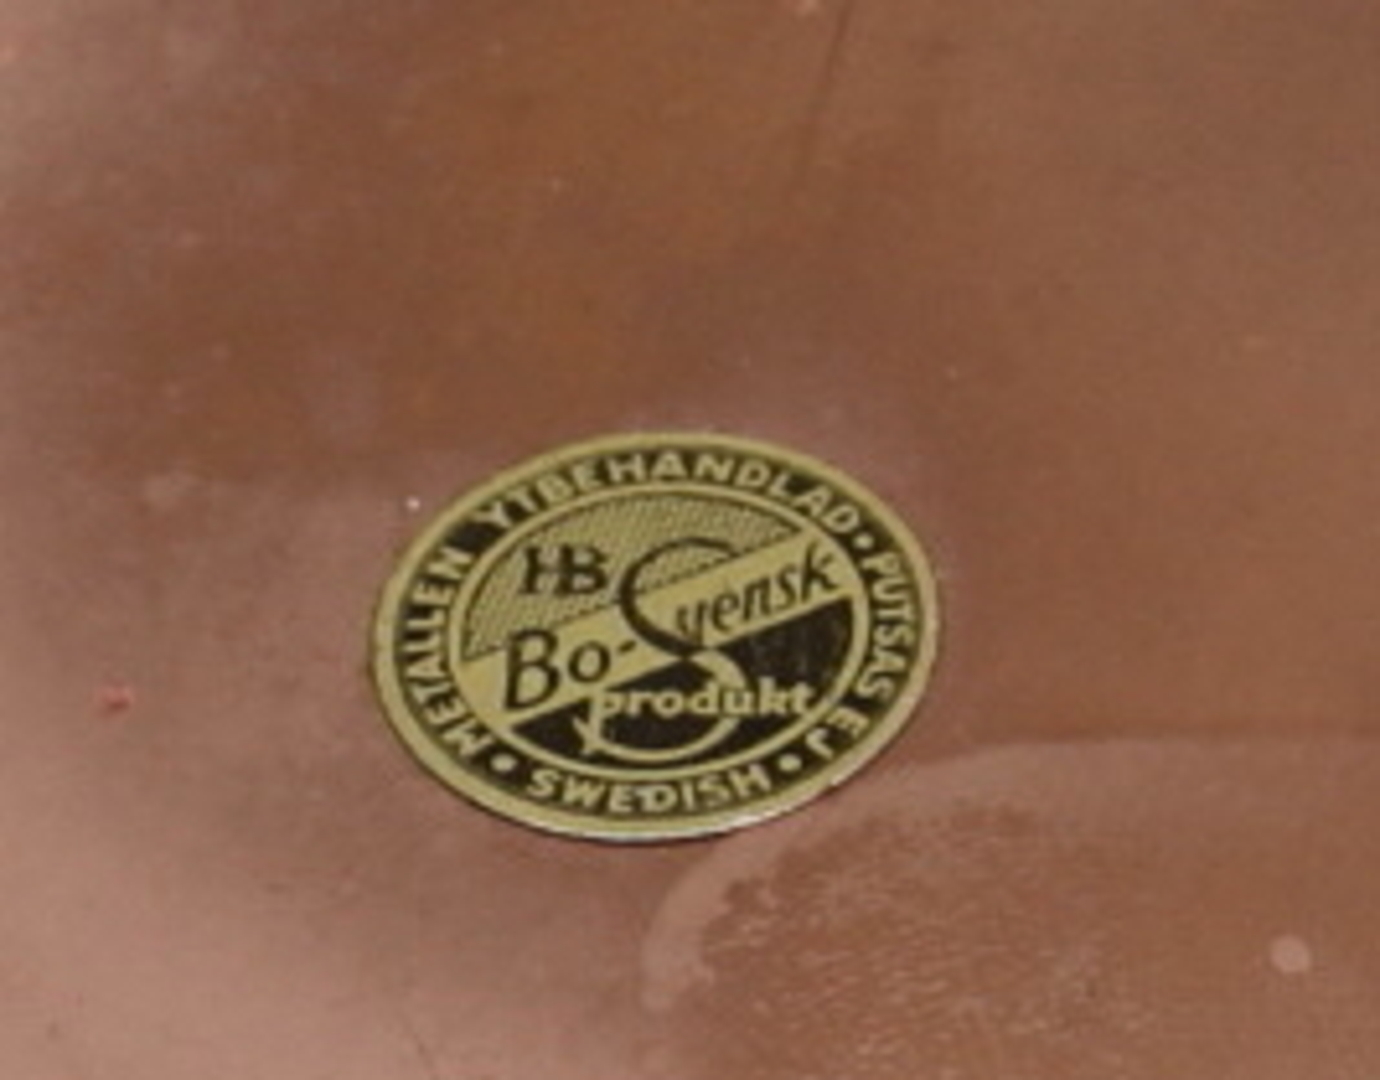 METALLEN YTBEHANDLAD • PUTSAS EJ • SWEDISH •
HB
Bo-Svensk
produkt